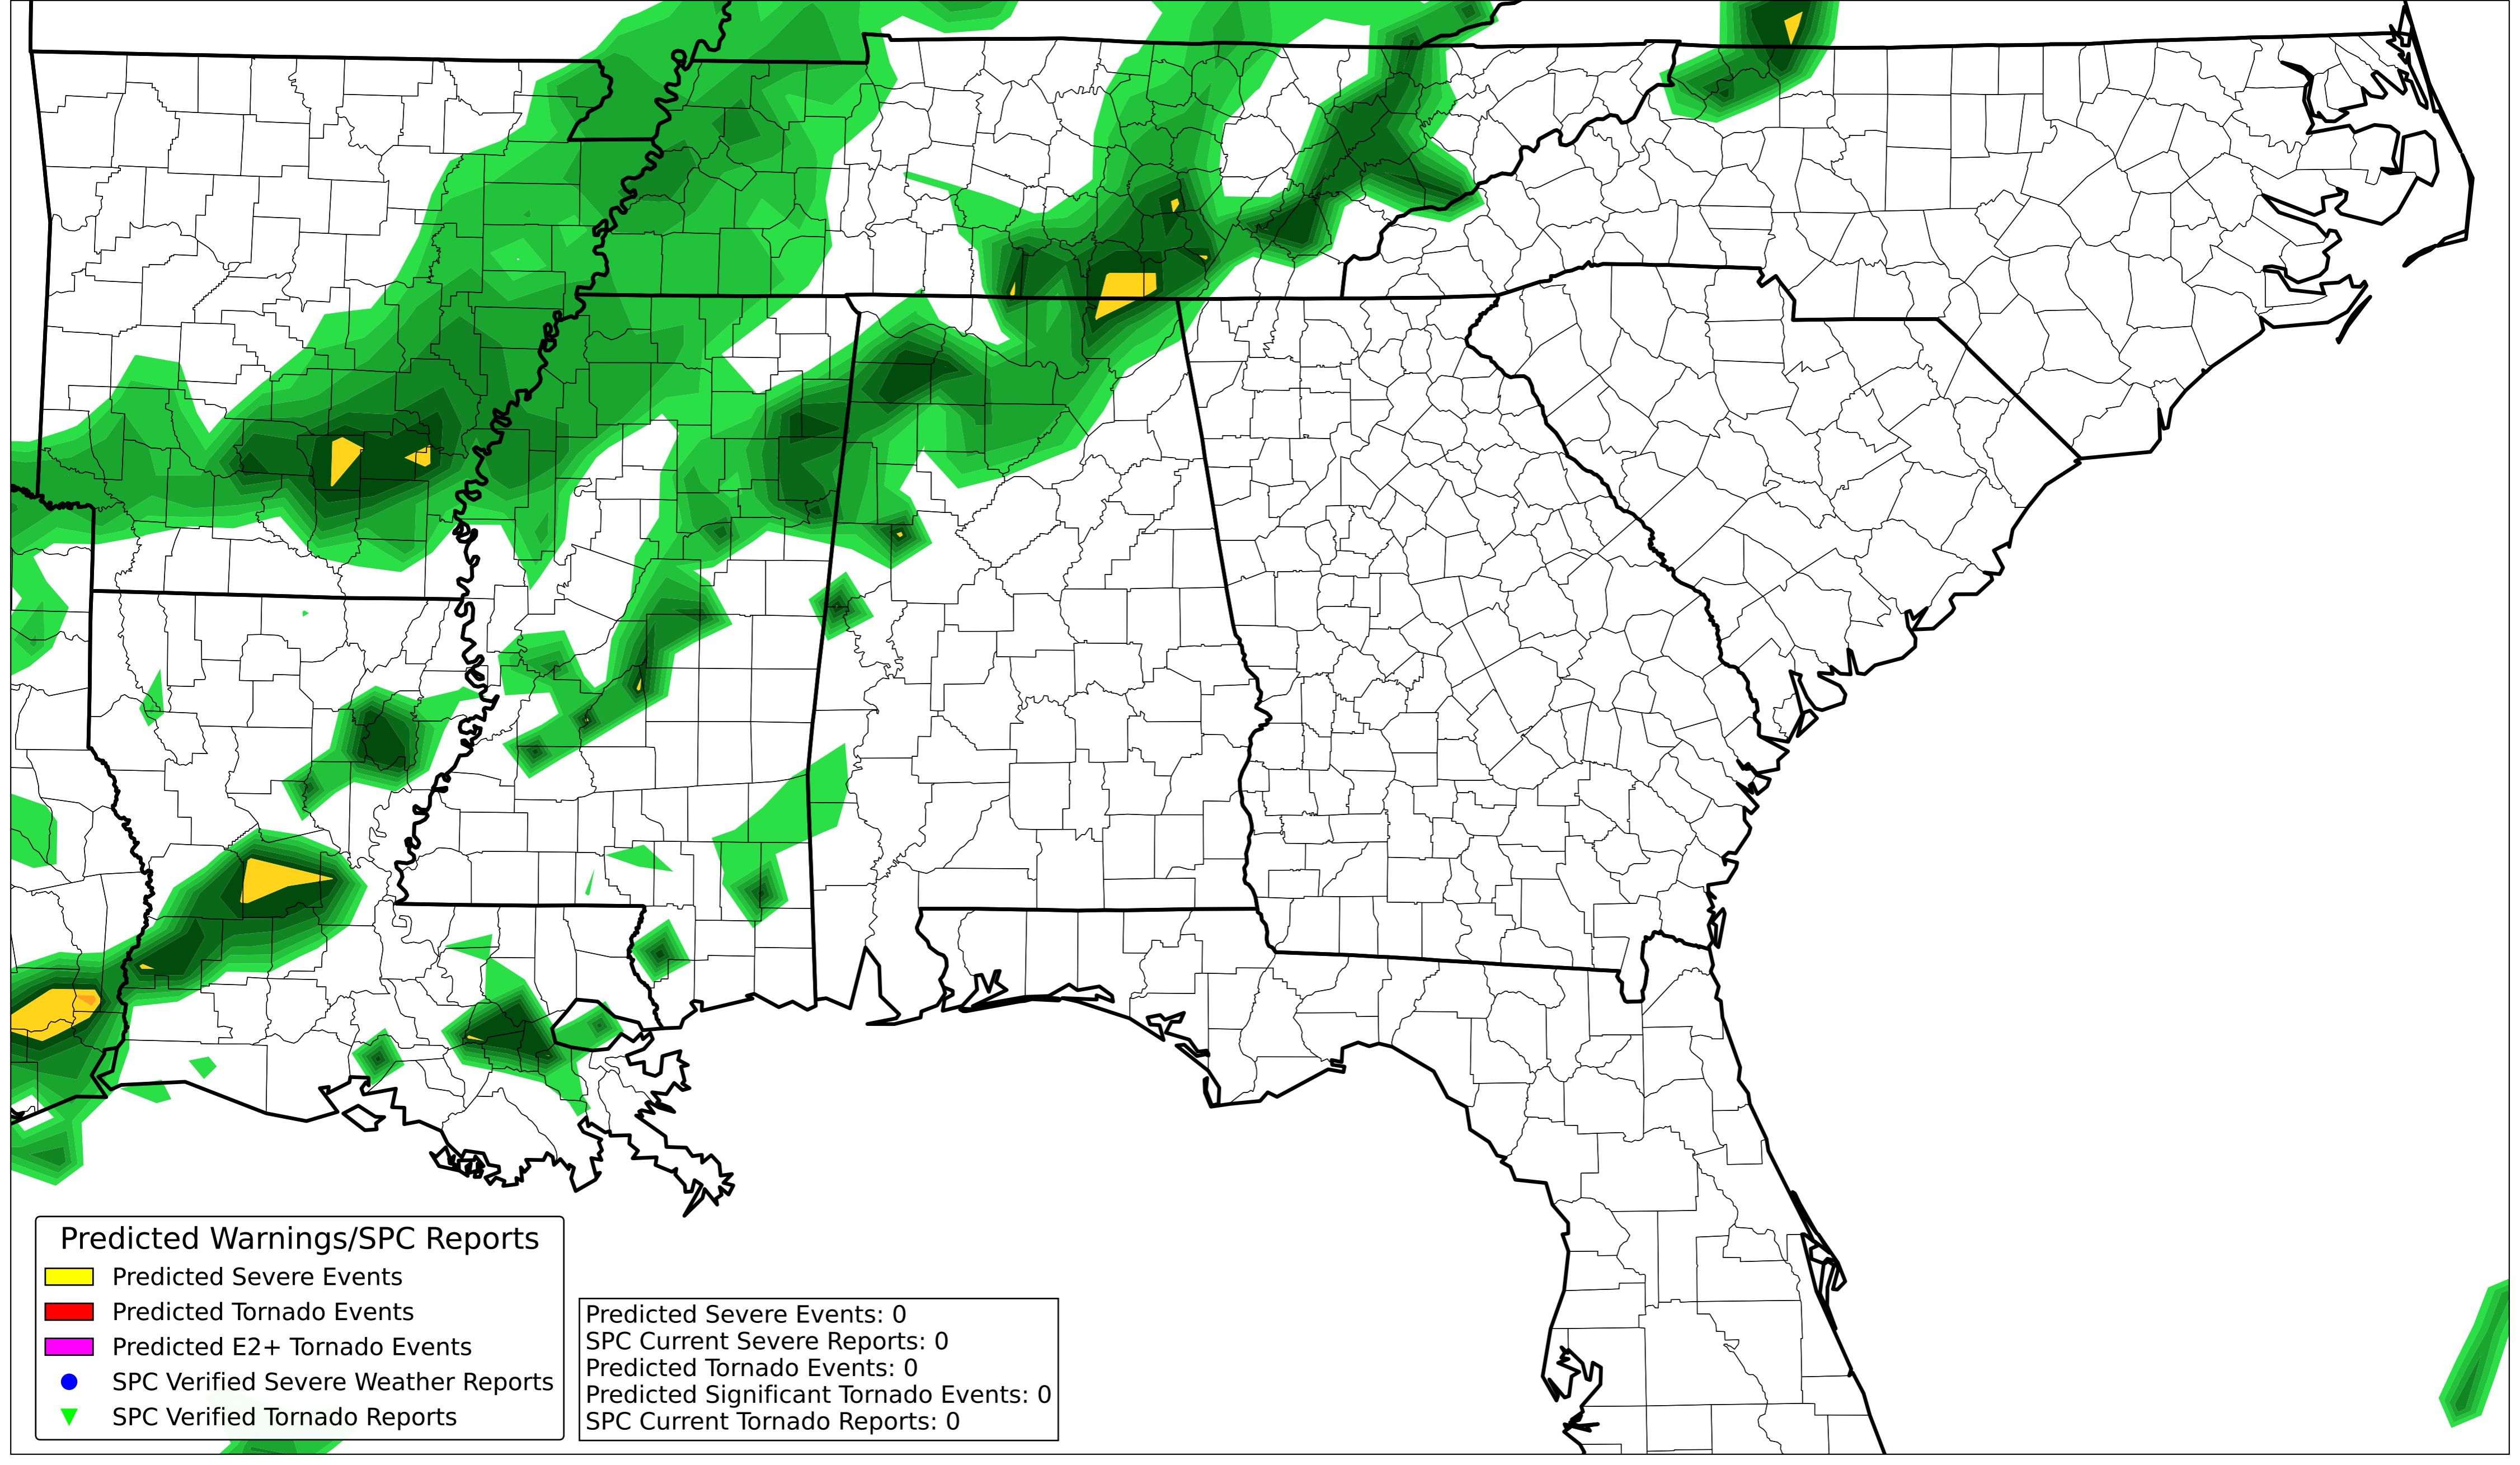 Predicted Warnings/SPC Reports
Predicted Severe Events
Predicted Tornado Events
Predicted E2+ Tornado Events
SPC Verified Severe Weather Reports
SPC Verified Tornado Reports
Predicted Severe Events: 0
SPC Current Severe Reports: 0
Predicted Tornado Events: 0
Predicted Significant Tornado Events: 0
SPC Current Tornado Reports: 0